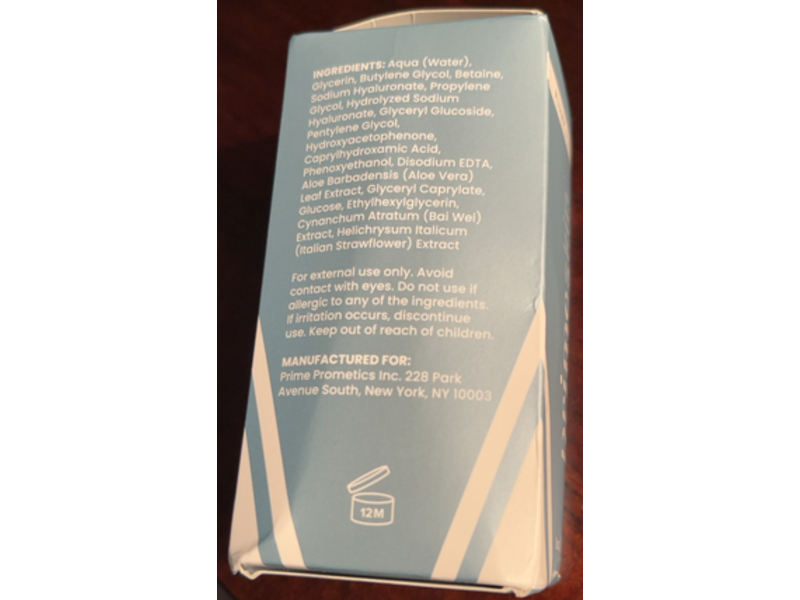 INGREDIENTS: Aqua (Water),
Glycerin, Butylene Glycol, Betaine,
Sodium Hyaluronate, Propylene
Glycol, Hydrolyzed Sodium
Hyaluronate, Glyceryl Glucoside,
Pentylene Glycol,
Hydroxyacetophenone,
Caprylhydroxamic Acid,
Phenoxyethanol, Disodium EDTA,
Aloe Barbadensis (Aloe Vera)
Leaf Extract, Glyceryl Caprylate,
Glucose, Ethylhexylglycerin,
Cynanchum Atratum (Bai Wei)
Extract, Helichrysum Italicum
(Italian Strawflower) Extract
For external use only. Avoid
contact with eyes. Do not use if
allergic to any of the ingredients.
If irritation occurs, discontinue
use. Keep out of reach of children.
MANUFACTURED FOR:
Prime Prometics Inc. 228 Park
Avenue South, New York, NY 10003
12M